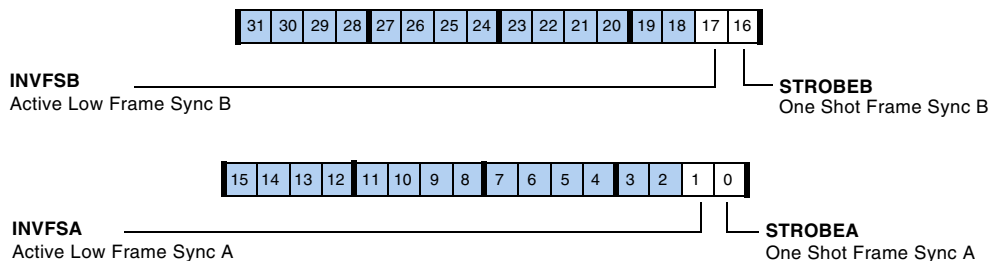 31 30 29 28 27 26 25 24 23 22 21 20 19 18 17 16
INVFSB
Active Low Frame Sync B
STROBEB
One Shot Frame Sync B
15 14 13 12 11 10 9 8 7 6 5 4 3 2 1 0
INVFSA
Active Low Frame Sync A
STROBEA
One Shot Frame Sync A